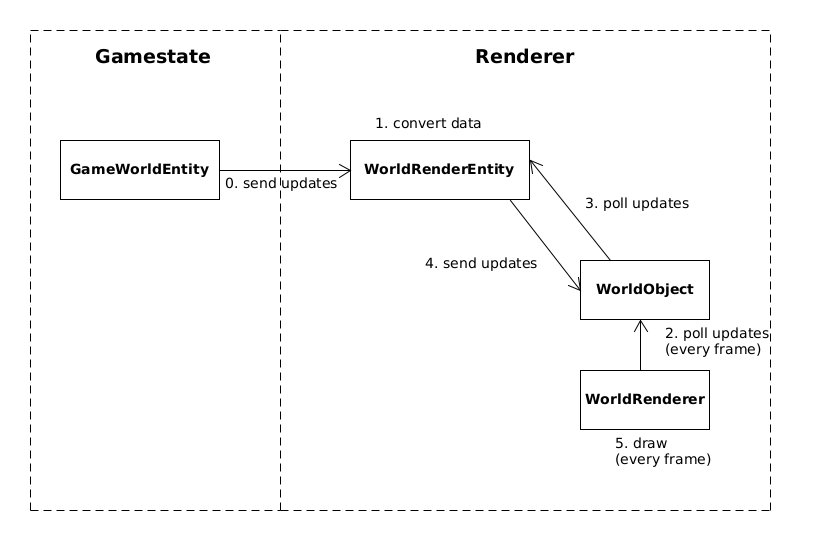 Gamestate
Renderer
1. convert data
GameWorldEntity
WorldRenderEntity
0. send updates
3. poll updates
4. send updates
WorldObject
2. poll updates
(every frame)
WorldRenderer
5. draw
(every frame)